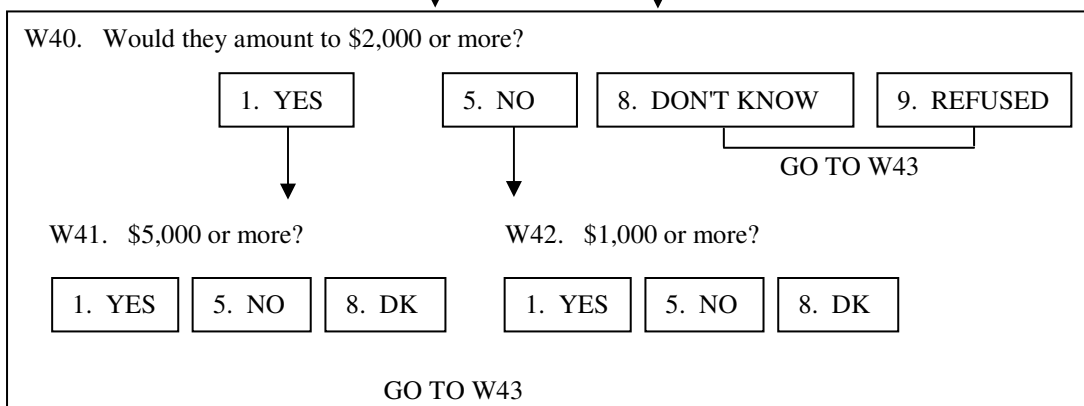 W40. Would they amount to $2,000 or more?
1. YES 5. NO 8. DON'T KNOW 9. REFUSED
GO TO W43
W41. $5,000 or more? W42. $1,000 or more?
1. YES 5. NO 8. DK 1. YES 5. NO 8. DK
GO TO W43